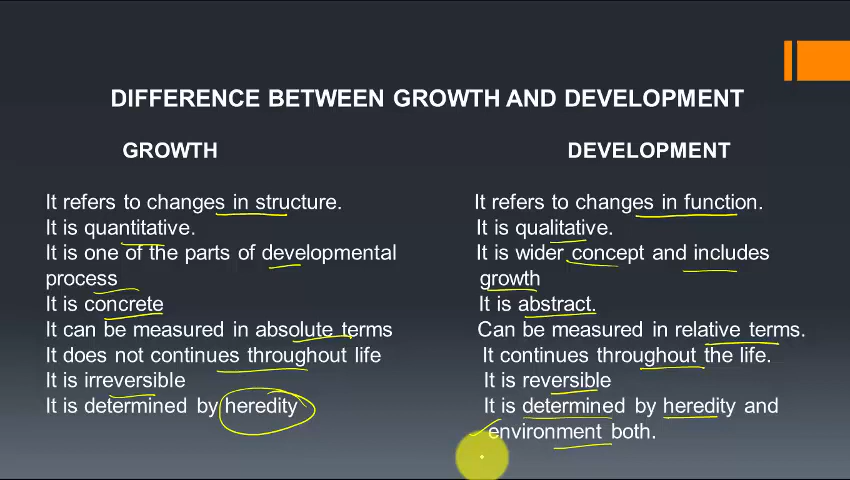 DIFFERENCE BETWEEN GROWTH AND DEVELOPMENT
GROWTH
It refers to changes in structure.
It is quantitative.
It is one of the parts of developmental
process
It is concrete
It can be measured in absolute terms
It does not continues throughout life
It is irreversible
It is determined by heredity
DEVELOPMENT
It refers to changes in function.
It is qualitative.
It is wider concept and includes
growth
It is abstract.
Can be measured in relative terms.
It continues throughout the life.
It is reversible
It is determined by heredity and
environment both.